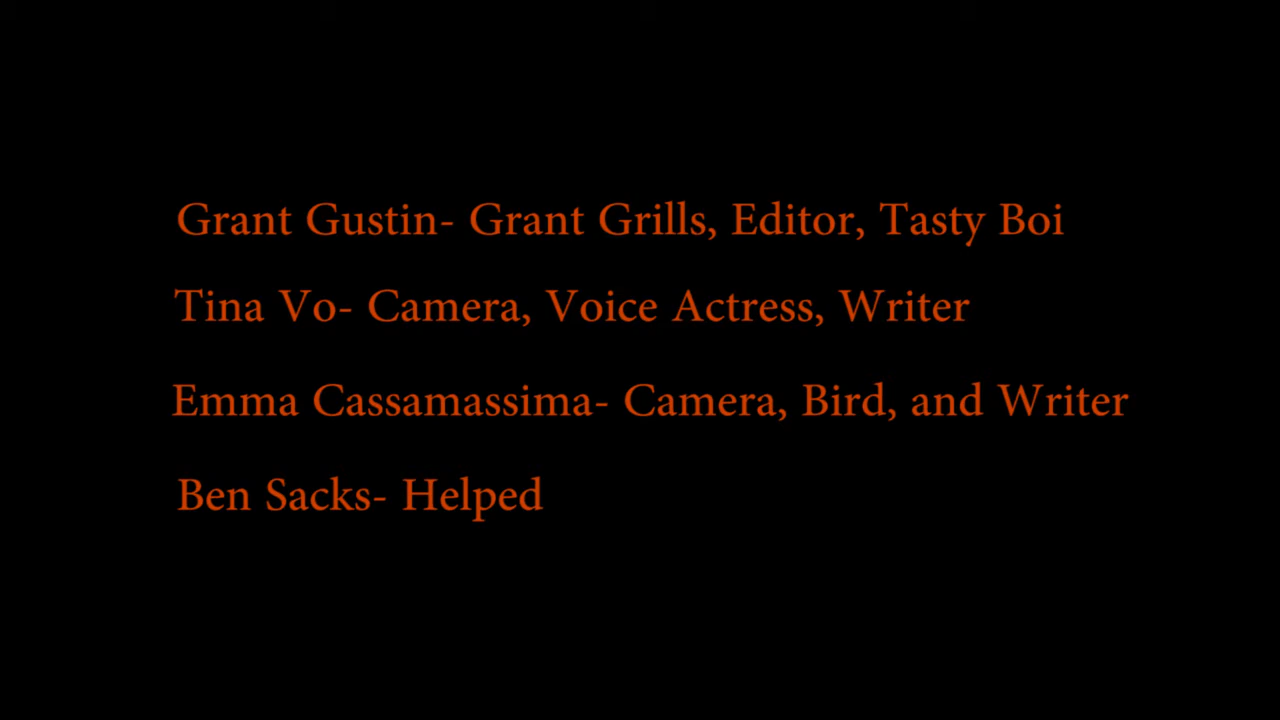 Grant Gustin- Grant Grills, Editor, Tasty Boi
Tina Vo- Camera, Voice Actress, Writer
Emma Cassamassima- Camera, Bird, and Writer
Ben Sacks- Helped